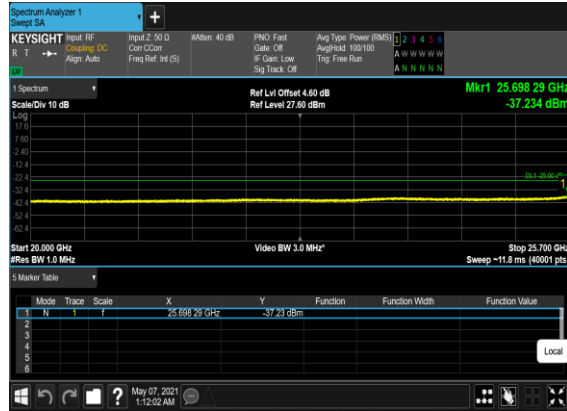 Spectrum Analyzer 1
Swept SA
+
KEYSIGHT Input: RF Input Z: 50 Ω #Atten: 40 dB PNO: Fast Avg Type: Power (RMS) 1 2 3 4 5 6
R T Coupling: DC Corr CCorr Gate: Off Avg|Hold: 100/100 A W W W W W
Align: Auto Freq Ref: Int (S) IF Gain: Low Trig: Free Run A N N N N N
Sig Track: Off
1 Spectrum Ref Lvl Offset 4.60 dB Mkr1 25.698 29 GHz
Scale/Div 10 dB Ref Level 27.60 dBm -37.234 dBm
Log
17.6
7.60
-2.40
-12.4
-22.4 DL1 -25.00
-32.4 1
-42.4
-52.4
-62.4
Start 20.000 GHz Video BW 3.0 MHz* Stop 25.700 GHz
#Res BW 1.0 MHz Sweep ~11.8 ms (40001 pts
5 Marker Table
Mode Trace Scale X Y Function Function Width Function Value
1 N 1 f 25.698 29 GHz -37.23 dBm
2
3
4
5
6
Local
? May 07, 2021
1:12:02 AM